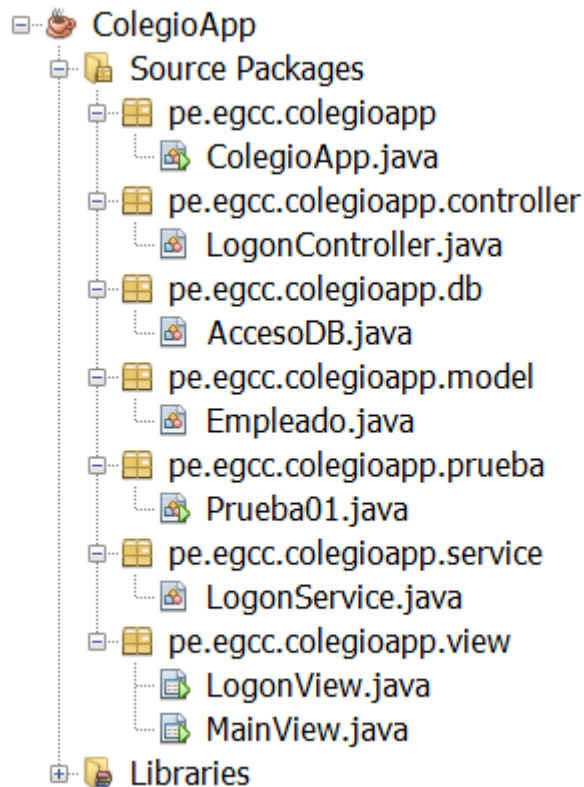 ColegioApp
Source Packages
pe.egcc.colegioapp
ColegioApp.java
pe.egcc.colegioapp.controller
LogonController.java
pe.egcc.colegioapp.db
AccesoDB.java
pe.egcc.colegioapp.model
Empleado.java
pe.egcc.colegioapp.prueba
Prueba01.java
pe.egcc.colegioapp.service
LogonService.java
pe.egcc.colegioapp.view
LogonView.java
MainView.java
Libraries